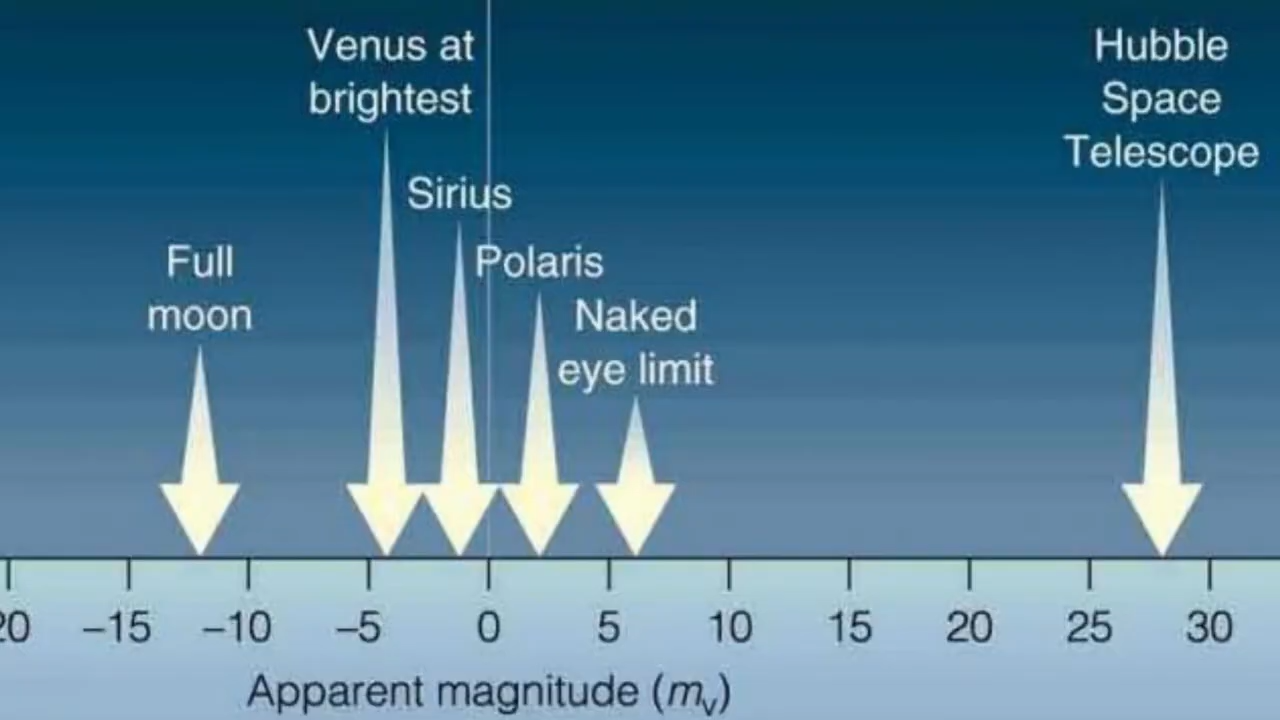 Venus at
brightest
Hubble
Space
Telescope
Sirius
Full
moon
Polaris
Naked
eye limit
20 –15 –10 –5 0 5 10 15 20 25 30
Apparent magnitude (mv)